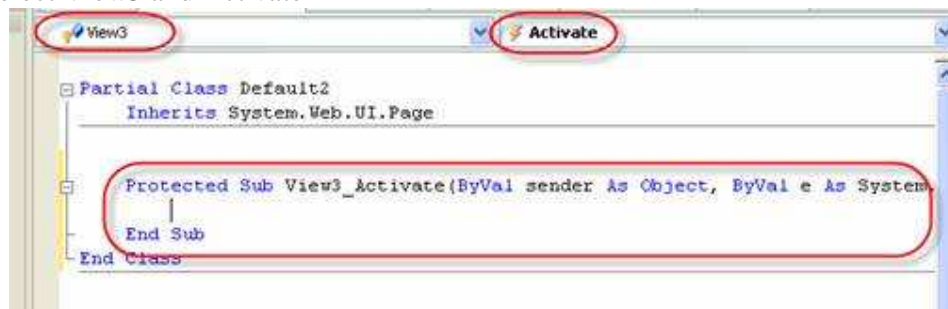 View3 Activate
Partial Class Default2
Inherits System.Web.UI.Page
Protected Sub View3_Activate(ByVal sender As Object, ByVal e As System.
End Sub
End Class